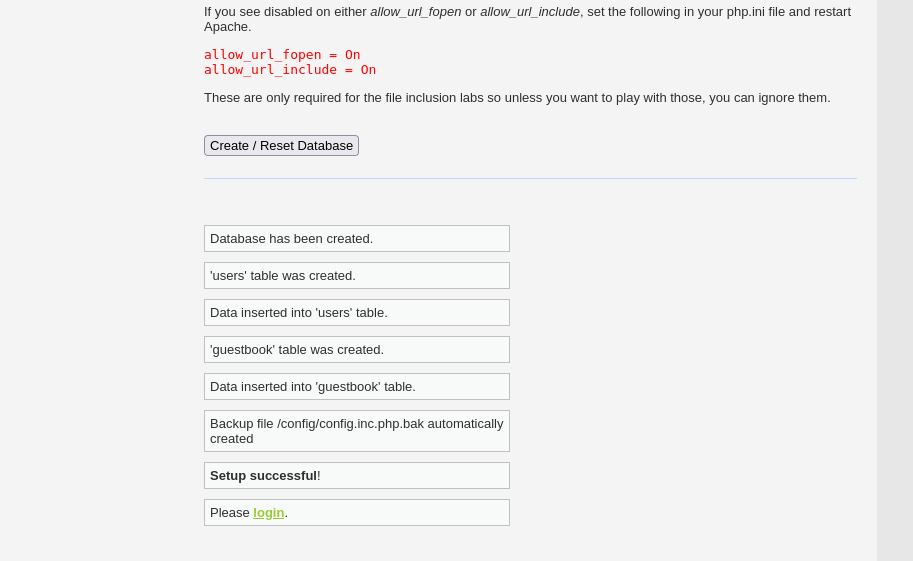 If you see disabled on either allow_url_fopen or allow_url_include, set the following in your php.ini file and restart
Apache.
allow_url_fopen = On
allow_url_include = On
These are only required for the file inclusion labs so unless you want to play with those, you can ignore them.
Create / Reset Database
Database has been created.
'users' table was created.
Data inserted into 'users' table.
'guestbook' table was created.
Data inserted into 'guestbook' table.
Backup file /config/config.inc.php.bak automatically
created
Setup successful!
Please login.